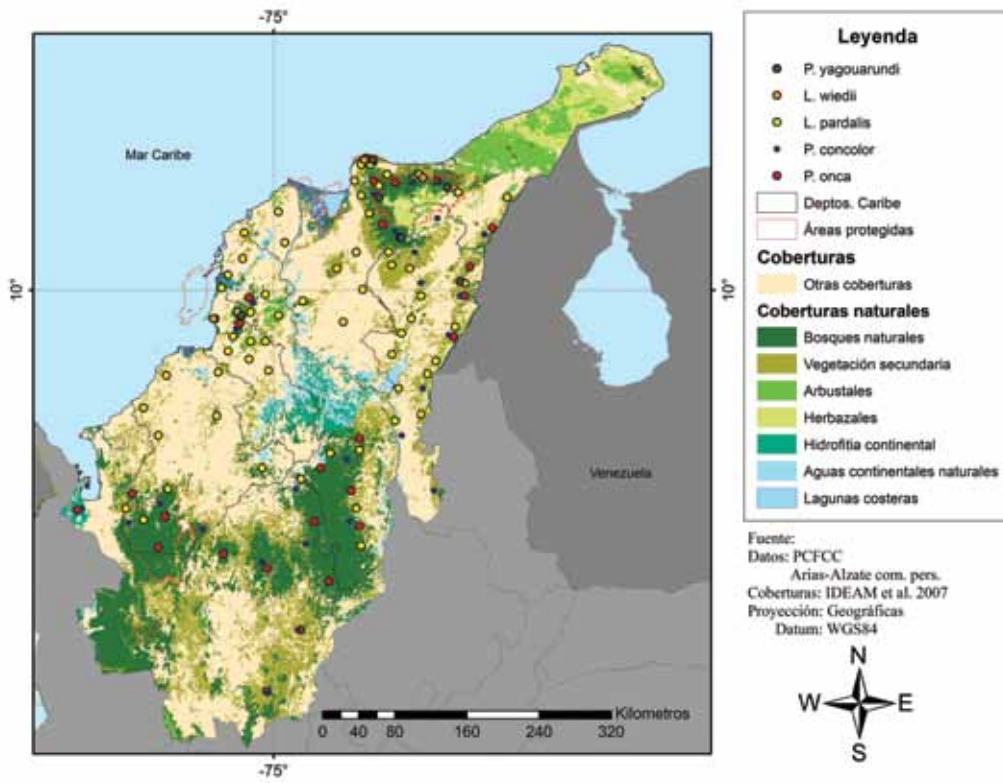 -75°
10°
Mar Caribe
Venezuela
10°
Kilometros
0 40 80 160 240 320
-75°
Leyenda
P. yagouarundi
L. wiedii
L. pardalis
P. concolor
P. onca
Deptos. Caribe
Áreas protegidas
Coberturas
Otras coberturas
Coberturas naturales
Bosques naturales
Vegetación secundaria
Arbustales
Herbazales
Hidrofitia continental
Aguas continentales naturales
Lagunas costeras
Fuente:
Datos: PCFCC
Arias-Alzate com. pers.
Coberturas: IDEAM et al. 2007
Proyección: Geográficas
Datum: WGS84
N
W E
S